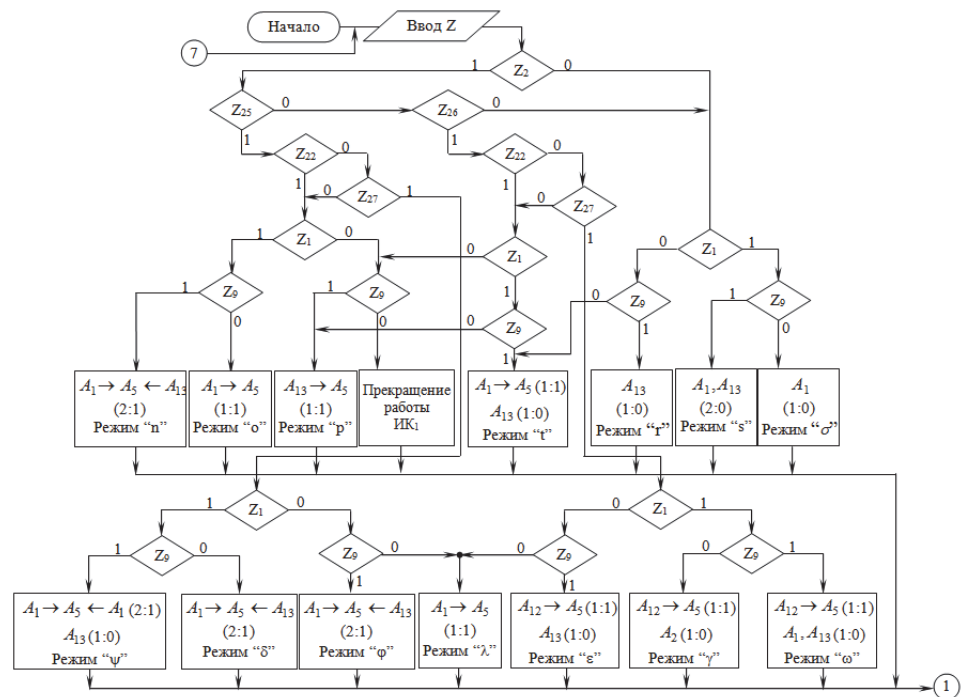 Начало
Ввод Z
7
Z₂
1
0
Z₂₅
0
Z₂₆
0
1
1
Z₂₂
0
Z₂₂
0
1
0
Z₂₇
1
1
0
Z₂₇
1
1
Z₁
0
0
Z₁
1
0
Z₁
1
1
Z₉
0
1
Z₉
0
0
Z₉
1
0
Z₉
1
1
Z₉
0
A₁ → A₅ ← A₁₃
(2:1)
Режим “n”
A₁ → A₅
(1:1)
Режим “o”
A₁₃ → A₅
(1:1)
Режим “p”
Прекращение
работы
ИК₁
A₁ → A₅ (1:1)
A₁₃ (1:0)
Режим “t”
A₁₃
(1:0)
Режим “r”
A₁, A₁₃
(2:0)
Режим “s”
A₁
(1:0)
Режим “σ”
1
Z₁
0
0
Z₁
1
1
Z₉
0
Z₉
0
1
0
Z₉
1
0
Z₉
1
A₁ → A₅ ← A₁ (2:1)
A₁₃ (1:0)
Режим “ψ”
A₁ → A₅ ← A₁₃
(2:1)
Режим “δ”
A₁ → A₅ ← A₁₃
(2:1)
Режим “φ”
A₁ → A₅
(1:1)
Режим “λ”
A₁₂ → A₅ (1:1)
A₁₃ (1:0)
Режим “ε”
A₁₂ → A₅ (1:1)
A₂ (1:0)
Режим “γ”
A₁₂ → A₅ (1:1)
A₁, A₁₃ (1:0)
Режим “ω”
1